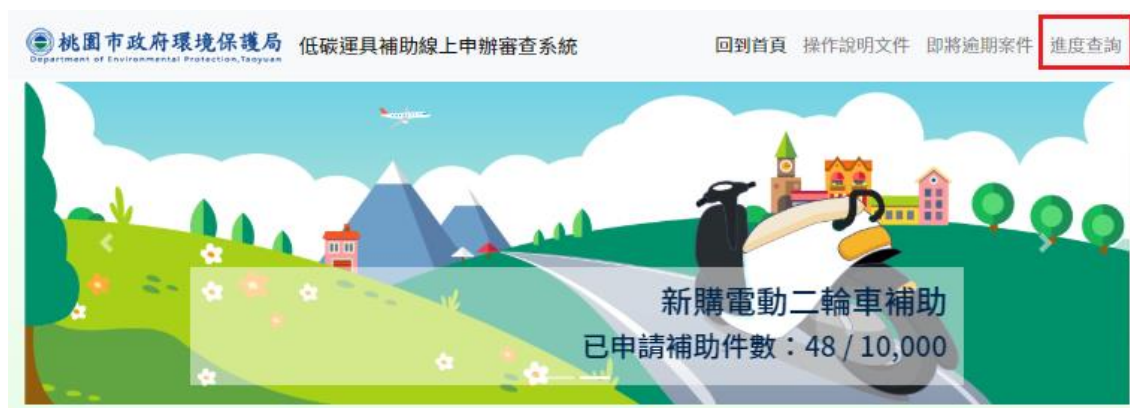 桃園市政府環境保護局
Department of Environmental Protection,Taoyuan
低碳運具補助線上申辦審查系統
回到首頁 操作說明文件 即將逾期案件 進度查詢
新購電動二輪車補助
已申請補助件數：48 / 10,000